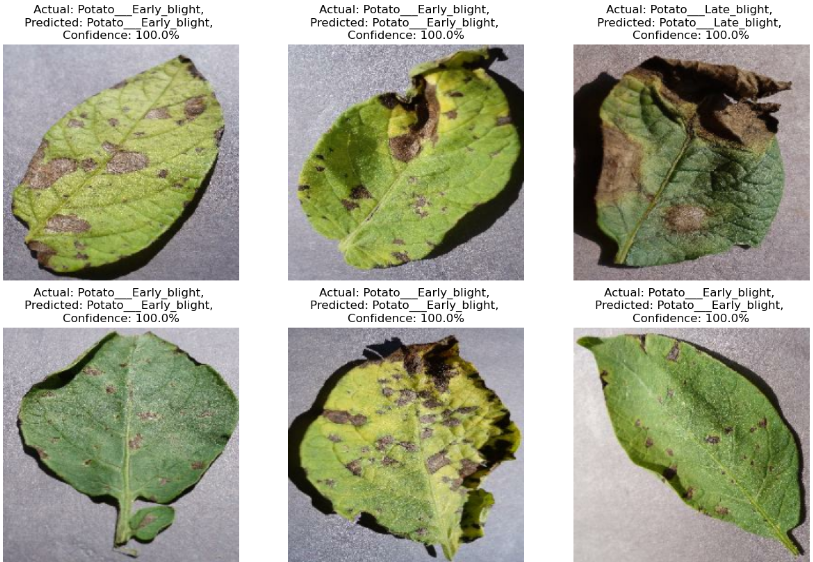 Actual: Potato___Early_blight,
Predicted: Potato___Early_blight,
Confidence: 100.0%
Actual: Potato___Early_blight,
Predicted: Potato___Early_blight,
Confidence: 100.0%
Actual: Potato___Late_blight,
Predicted: Potato___Late_blight,
Confidence: 100.0%
Actual: Potato___Early_blight,
Predicted: Potato___Early_blight,
Confidence: 100.0%
Actual: Potato___Early_blight,
Predicted: Potato___Early_blight,
Confidence: 100.0%
Actual: Potato___Early_blight,
Predicted: Potato___Early_blight,
Confidence: 100.0%